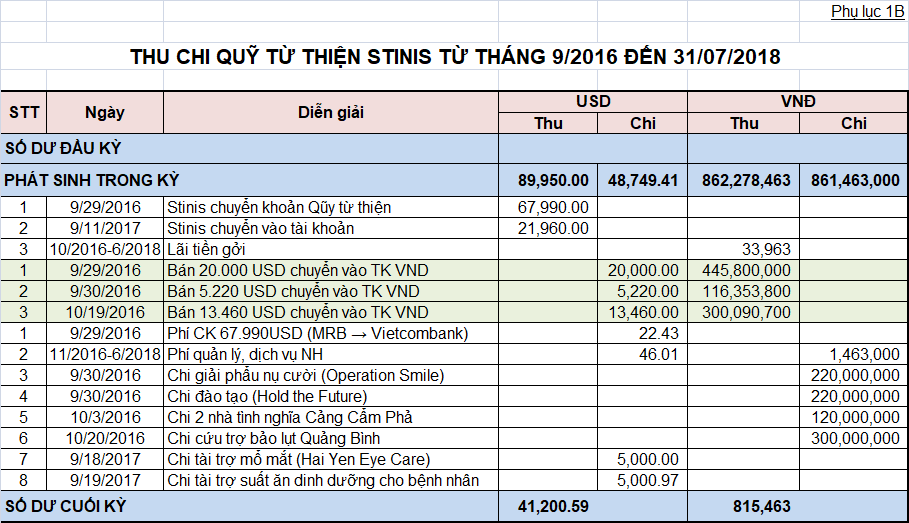 Phụ lục 1B
THU CHI QUỸ TỪ THIỆN STINIS TỪ THÁNG 9/2016 ĐẾN 31/07/2018
STT Ngày Diễn giải USD VNĐ
Thu Chi Thu Chi
SỐ DƯ ĐẦU KỲ
PHÁT SINH TRONG KỲ 89,950.00 48,749.41 862,278,463 861,463,000
1 9/29/2016 Stinis chuyển khoản Qũy từ thiện 67,990.00
2 9/11/2017 Stinis chuyển vào tài khoản 21,960.00
3 10/2016-6/2018 Lãi tiền gởi 33,963
1 9/29/2016 Bán 20.000 USD chuyển vào TK VND 20,000.00 445,800,000
2 9/30/2016 Bán 5.220 USD chuyển vào TK VND 5,220.00 116,353,800
3 10/19/2016 Bán 13.460 USD chuyển vào TK VND 13,460.00 300,090,700
1 9/29/2016 Phí CK 67.990USD (MRB → Vietcombank) 22.43
2 11/2016-6/2018 Phí quản lý, dịch vụ NH 46.01 1,463,000
3 9/30/2016 Chi giải phẩu nụ cười (Operation Smile) 220,000,000
4 9/30/2016 Chi đào tạo (Hold the Future) 220,000,000
5 10/3/2016 Chi 2 nhà tình nghĩa Cảng Cẩm Phả 120,000,000
6 10/20/2016 Chi cứu trợ bảo lụt Quảng Bình 300,000,000
7 9/18/2017 Chi tài trợ mổ mắt (Hai Yen Eye Care) 5,000.00
8 9/19/2017 Chi tài trợ suất ăn dinh dưỡng cho bệnh nhân 5,000.97
SỐ DƯ CUỐI KỲ 41,200.59 815,463